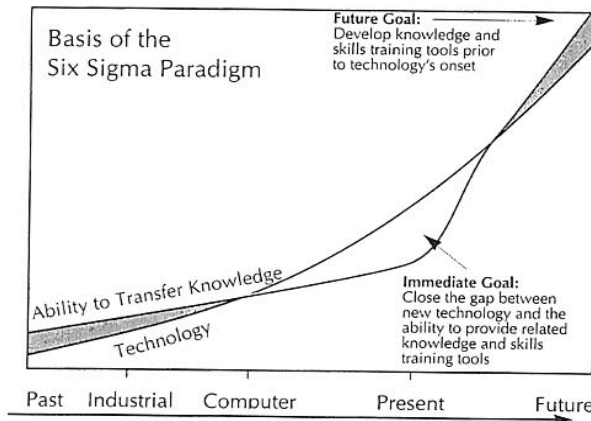 Basis of the
Six Sigma Paradigm
Future Goal:
Develop knowledge and
skills training tools prior
to technology's onset
Ability to Transfer Knowledge
Technology
Immediate Goal:
Close the gap between
new technology and the
ability to provide related
knowledge and skills
training tools
Past Industrial Computer Present Future